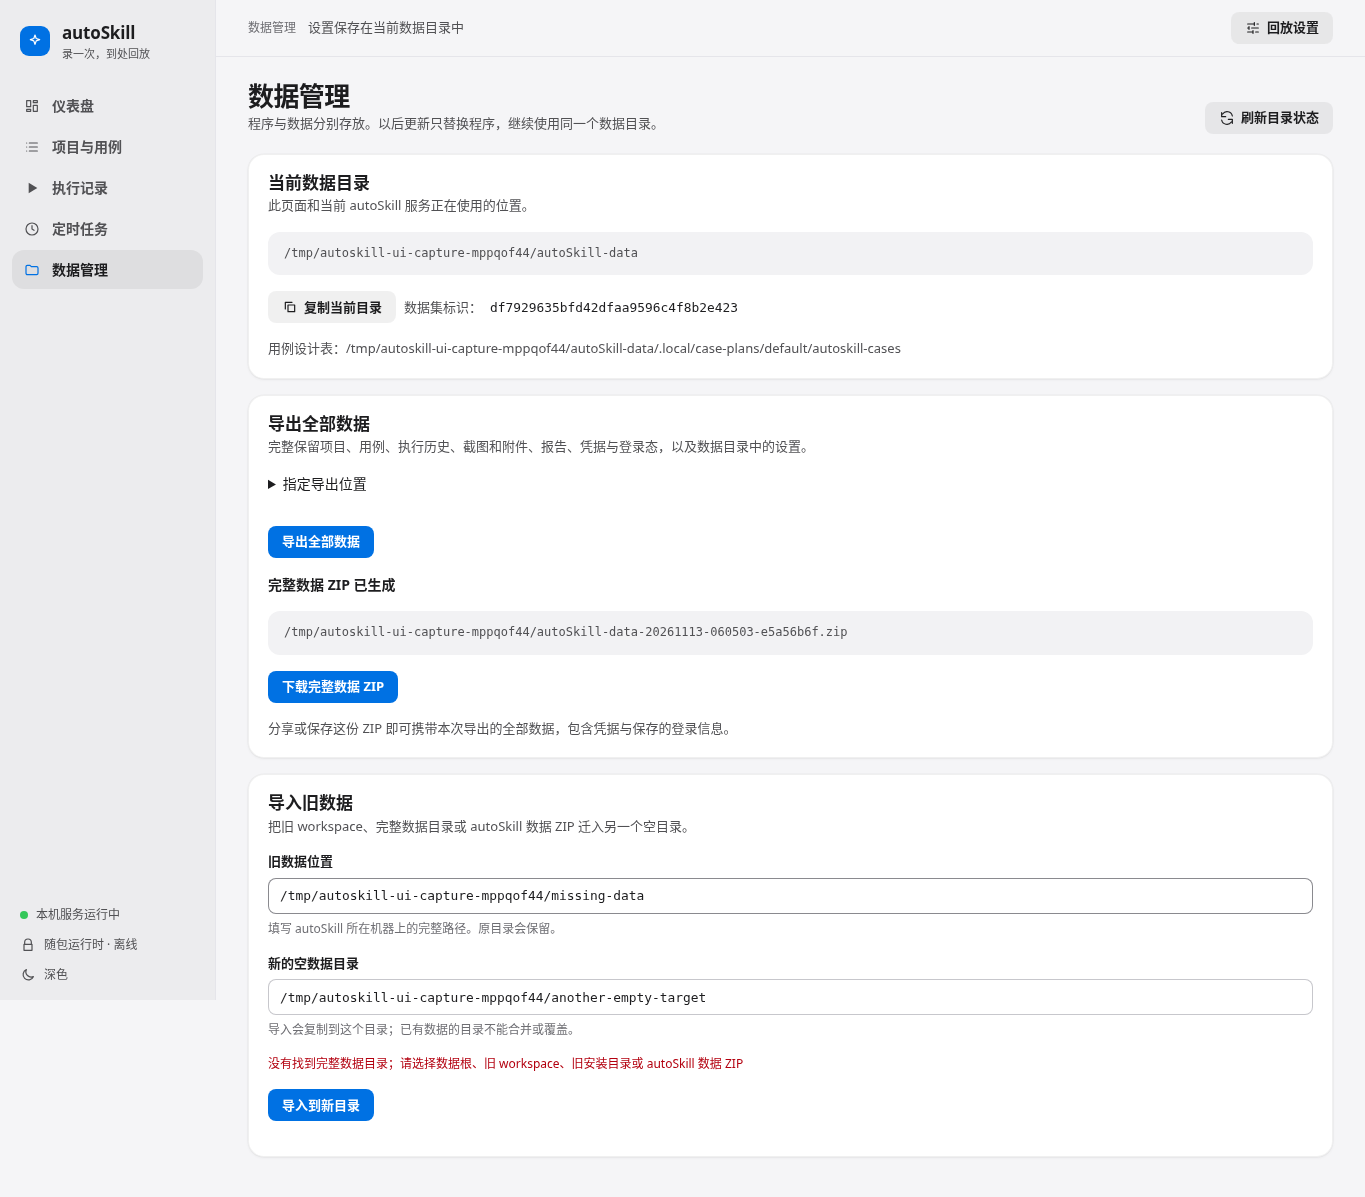 autoSkill
录一次，到处回放
仪表盘
项目与用例
执行记录
定时任务
数据管理
本机服务运行中
随包运行时 · 离线
深色
数据管理 设置保存在当前数据目录中
回放设置
数据管理
程序与数据分别存放。以后更新只替换程序，继续使用同一个数据目录。
刷新目录状态
当前数据目录
此页面和当前 autoSkill 服务正在使用的位置。
/tmp/autoskill-ui-capture-mppqof44/autoSkill-data
复制当前目录 数据集标识： df7929635bfd42dfaa9596c4f8b2e423
用例设计表：/tmp/autoskill-ui-capture-mppqof44/autoSkill-data/.local/case-plans/default/autoskill-cases
导出全部数据
完整保留项目、用例、执行历史、截图和附件、报告、凭据与登录态，以及数据目录中的设置。
指定导出位置
导出全部数据
完整数据 ZIP 已生成
/tmp/autoskill-ui-capture-mppqof44/autoSkill-data-20261113-060503-e5a56b6f.zip
下载完整数据 ZIP
分享或保存这份 ZIP 即可携带本次导出的全部数据，包含凭据与保存的登录信息。
导入旧数据
把旧 workspace、完整数据目录或 autoSkill 数据 ZIP 迁入另一个空目录。
旧数据位置
/tmp/autoskill-ui-capture-mppqof44/missing-data
填写 autoSkill 所在机器上的完整路径。原目录会保留。
新的空数据目录
/tmp/autoskill-ui-capture-mppqof44/another-empty-target
导入会复制到这个目录；已有数据的目录不能合并或覆盖。
没有找到完整数据目录；请选择数据根、旧 workspace、旧安装目录或 autoSkill 数据 ZIP
导入到新目录